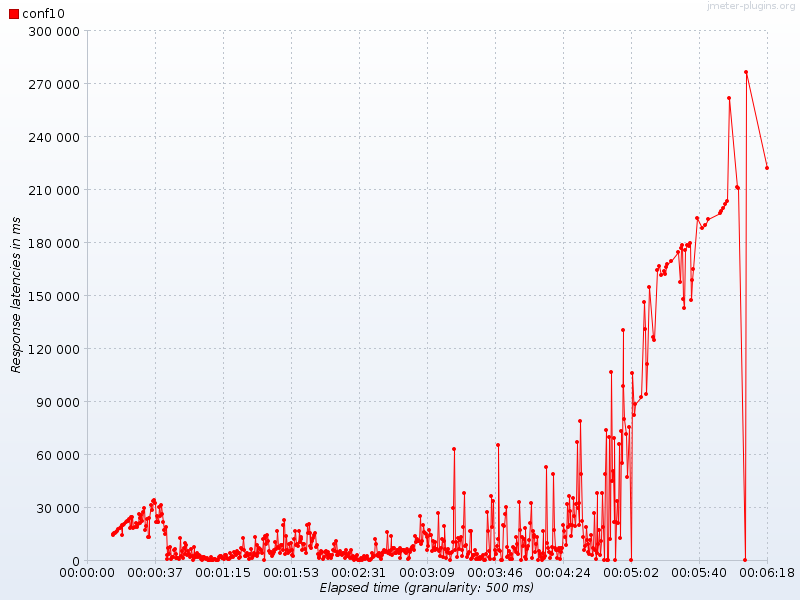 jmeter-plugins.org
conf10
300 000
270 000
240 000
210 000
180 000
150 000
120 000
90 000
60 000
30 000
0
Response latencies in ms
00:00:00 00:00:37 00:01:15 00:01:53 00:02:31 00:03:09 00:03:46 00:04:24 00:05:02 00:05:40 00:06:18
Elapsed time (granularity: 500 ms)